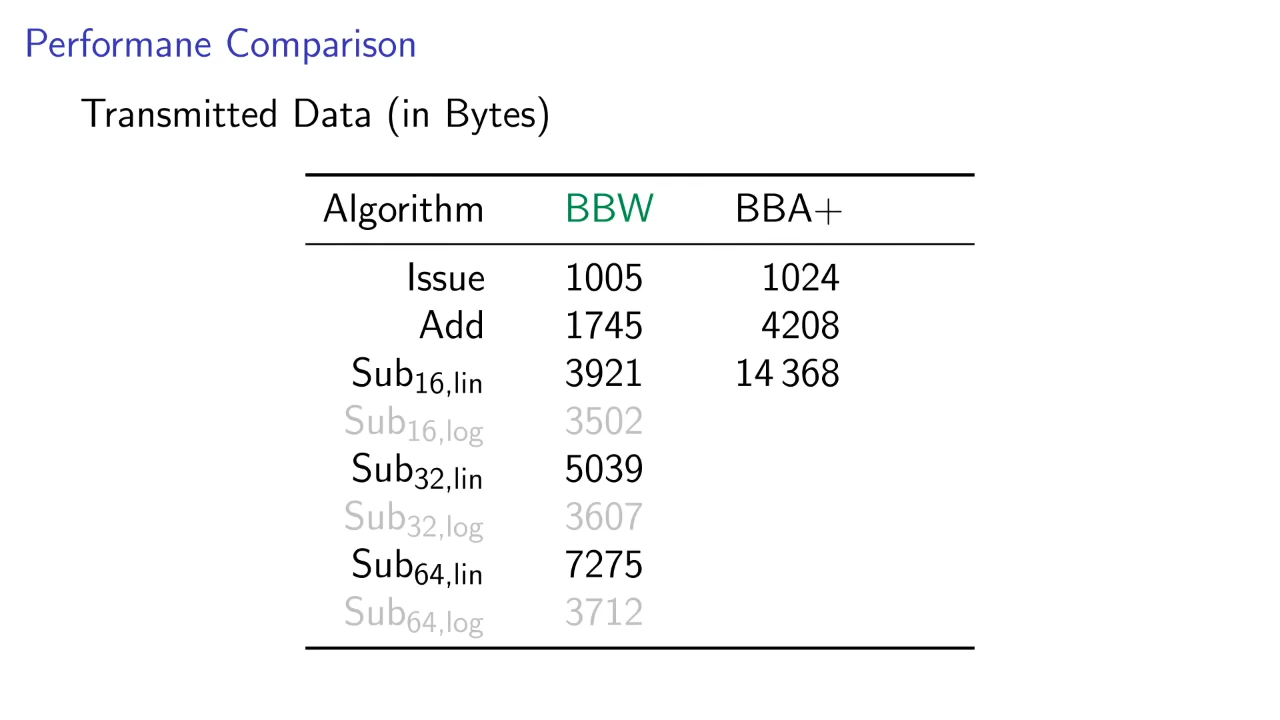 Performane Comparison
Transmitted Data (in Bytes)
Algorithm BBW BBA+
Issue 1005 1024
Add 1745 4208
Sub16,lin 3921 14 368
Sub16,log 3502
Sub32,lin 5039
Sub32,log 3607
Sub64,lin 7275
Sub64,log 3712